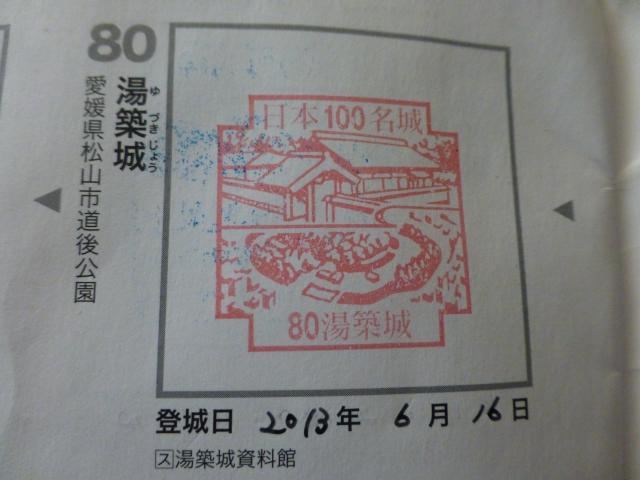 80
湯築城
ゆづきじょう
愛媛県松山市道後公園
日本100名城
80湯築城
登城日 2013年 6月 16日
ス湯築城資料館